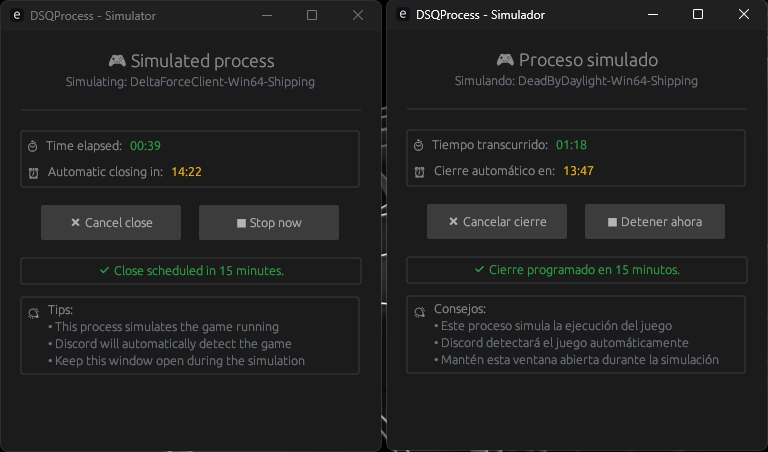 e DSQProcess - Simulator
Simulated process
Simulating: DeltaForceClient-Win64-Shipping
Time elapsed: 00:39
Automatic closing in: 14:22
✕ Cancel close
■ Stop now
✓ Close scheduled in 15 minutes.
Tips:
• This process simulates the game running
• Discord will automatically detect the game
• Keep this window open during the simulation
e DSQProcess - Simulador
Proceso simulado
Simulando: DeadByDaylight-Win64-Shipping
Tiempo transcurrido: 01:18
Cierre automático en: 13:47
✕ Cancelar cierre
■ Detener ahora
✓ Cierre programado en 15 minutos.
Consejos:
• Este proceso simula la ejecución del juego
• Discord detectará el juego automáticamente
• Mantén esta ventana abierta durante la simulación